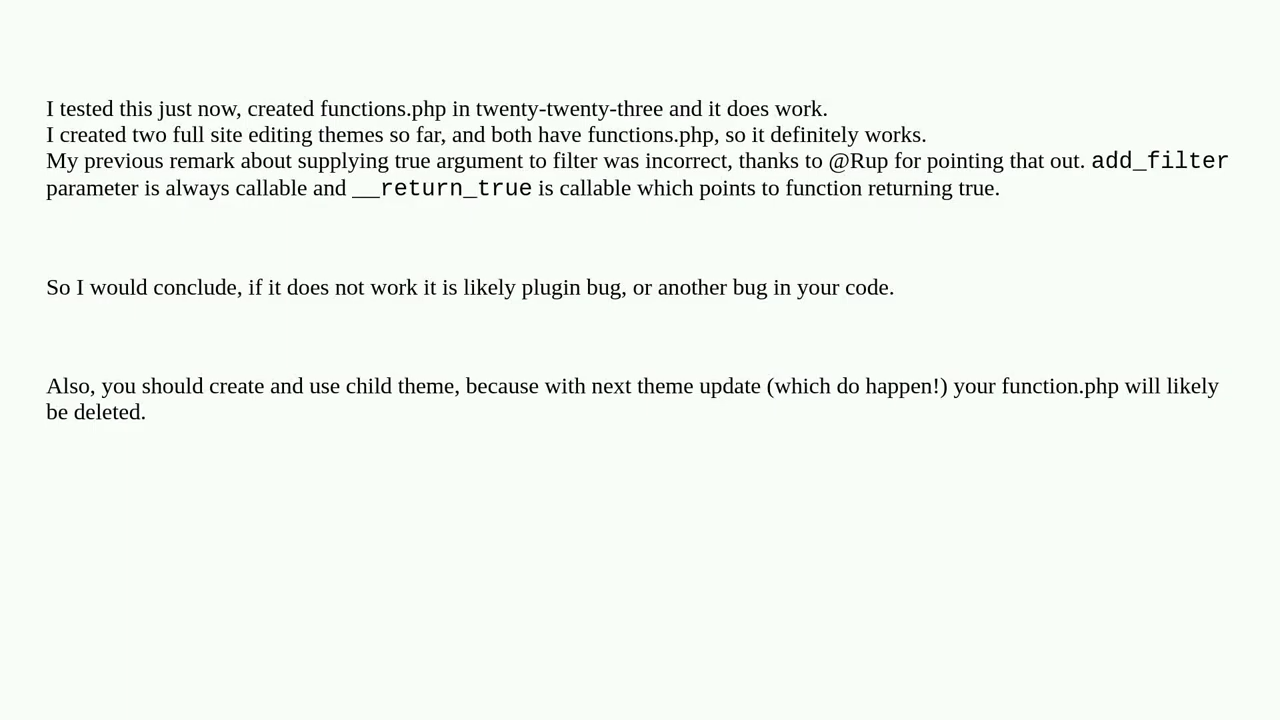 I tested this just now, created functions.php in twenty-twenty-three and it does work.
I created two full site editing themes so far, and both have functions.php, so it definitely works.
My previous remark about supplying true argument to filter was incorrect, thanks to @Rup for pointing that out. add_filter
parameter is always callable and __return_true is callable which points to function returning true.
So I would conclude, if it does not work it is likely plugin bug, or another bug in your code.
Also, you should create and use child theme, because with next theme update (which do happen!) your function.php will likely
be deleted.